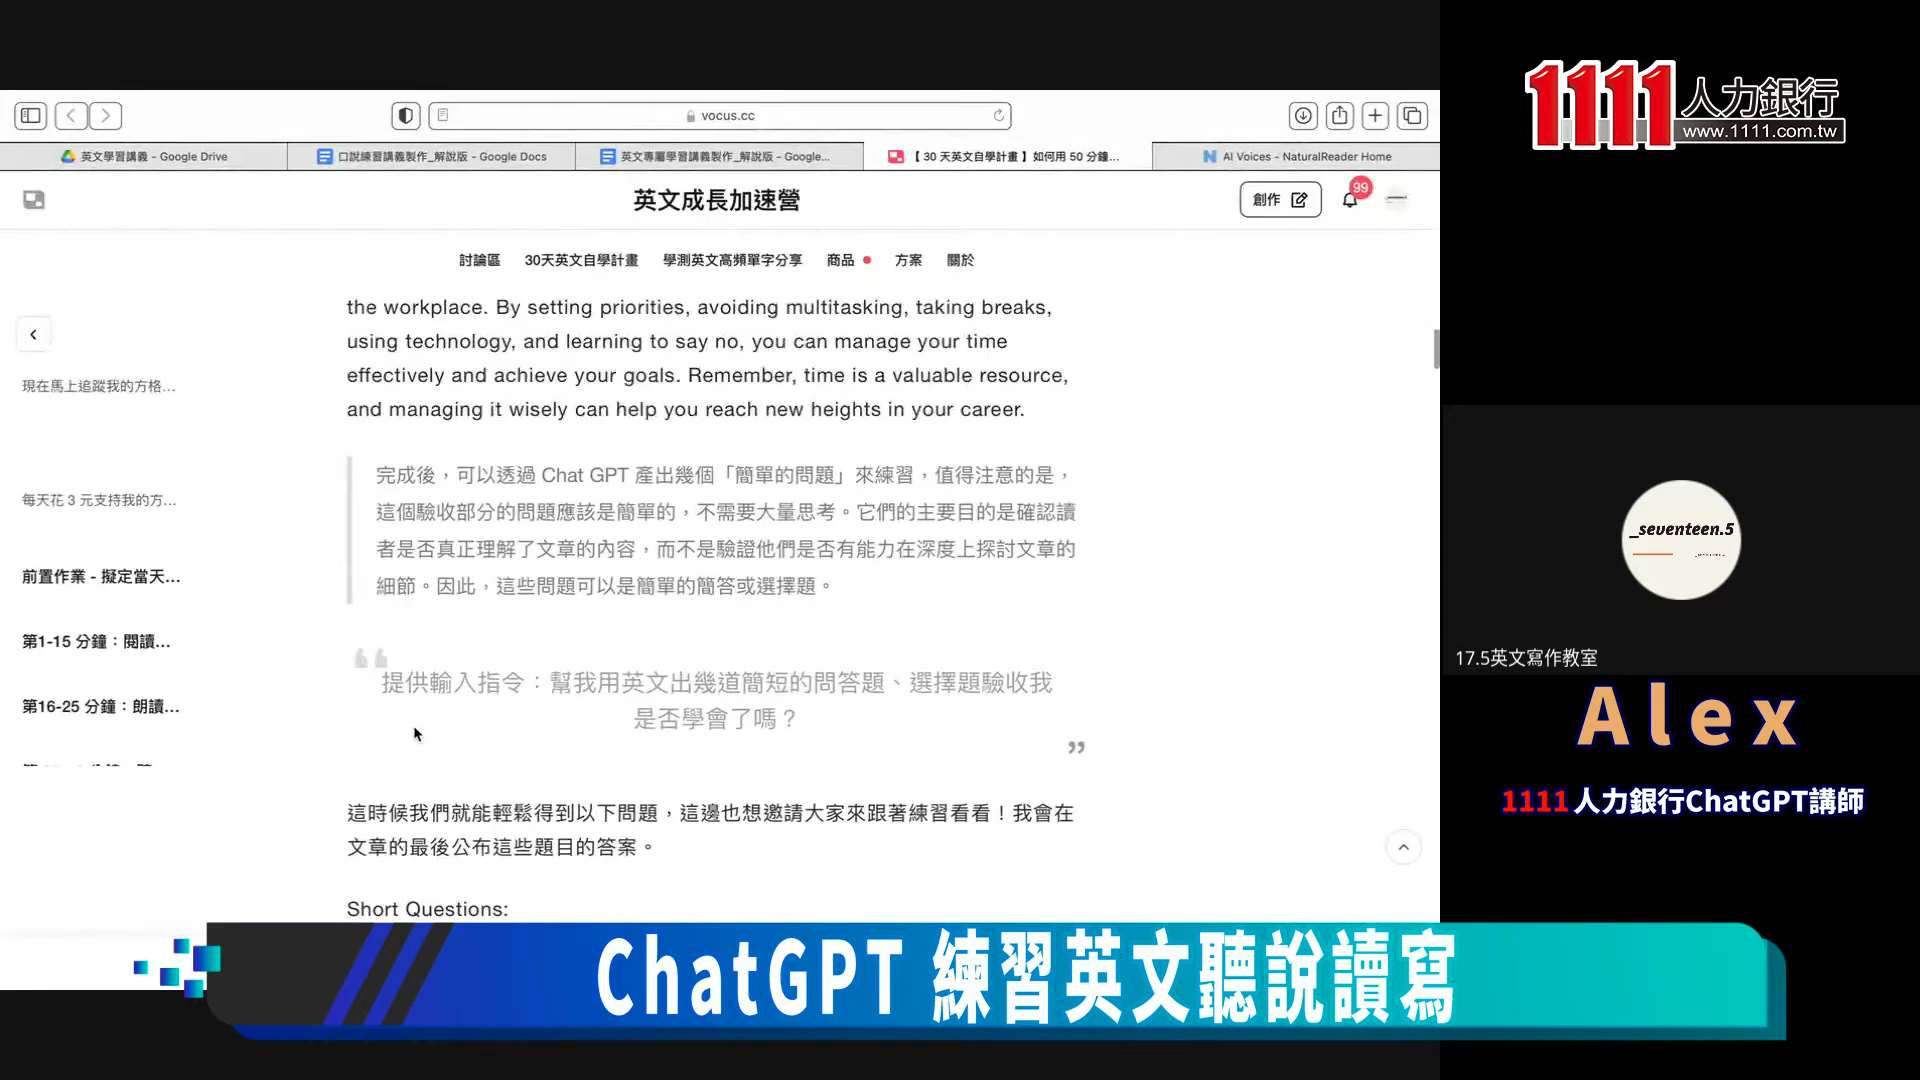 vocus.cc
英文學習講義 - Google Drive
口說練習講義製作_解說版 - Google Docs
英文專屬學習講義製作_解說版 - Google...
【 30 天英文自學計畫 】如何用 50 分鐘...
AI Voices - NaturalReader Home
英文成長加速營
創作
99
討論區 30天英文自學計畫 學測英文高頻單字分享 商品 方案 關於
現在馬上追蹤我的方格...
每天花 3 元支持我的方...
前置作業 - 擬定當天...
第1-15 分鐘：閱讀...
第16-25 分鐘：朗讀...
the workplace. By setting priorities, avoiding multitasking, taking breaks,
using technology, and learning to say no, you can manage your time
effectively and achieve your goals. Remember, time is a valuable resource,
and managing it wisely can help you reach new heights in your career.
完成後，可以透過 Chat GPT 產出幾個「簡單的問題」來練習，值得注意的是，
這個驗收部分的問題應該是簡單的，不需要大量思考。它們的主要目的是確認讀
者是否真正理解了文章的內容，而不是驗證他們是否有能力在深度上探討文章的
細節。因此，這些問題可以是簡單的簡答或選擇題。
提供輸入指令：幫我用英文出幾道簡短的問答題、選擇題驗收我
是否學會了嗎？
這時候我們就能輕鬆得到以下問題，這邊也想邀請大家來跟著練習看看！我會在
文章的最後公布這些題目的答案。
Short Questions:
1111人力銀行
www.1111.com.tw
_seventeen.5
17.5英文寫作教室
Alex
1111人力銀行ChatGPT講師
ChatGPT 練習英文聽說讀寫